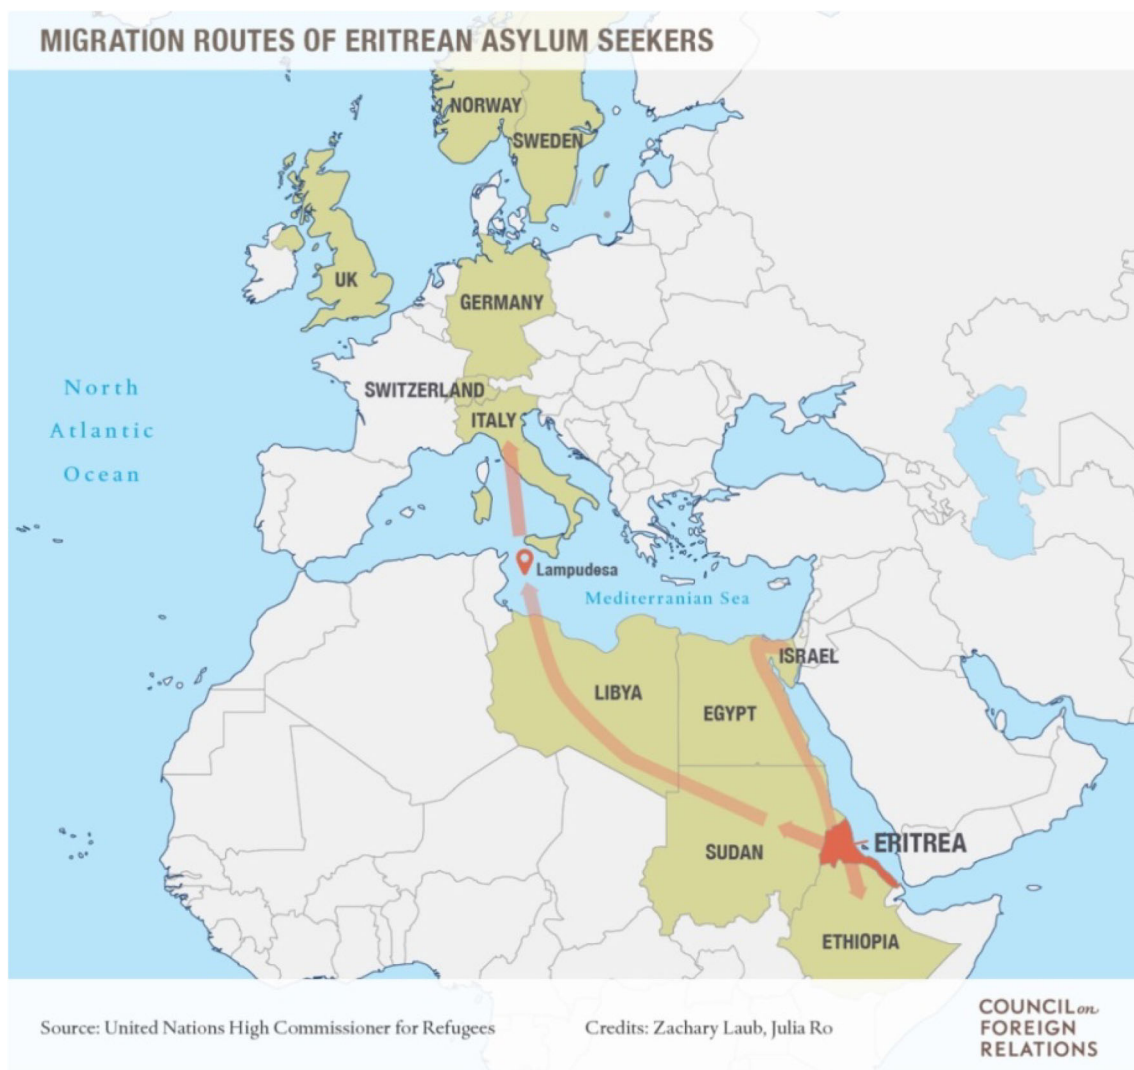 MIGRATION ROUTES OF ERITREAN ASYLUM SEEKERS
NORWAY
SWEDEN
UK
GERMANY
SWITZERLAND
ITALY
North
Atlantic
Ocean
Lampudesa
Mediterranian Sea
ISRAEL
LIBYA
EGYPT
SUDAN
ERITREA
ETHIOPIA
Source: United Nations High Commissioner for Refugees
Credits: Zachary Laub, Julia Ro
COUNCIL on
FOREIGN
RELATIONS